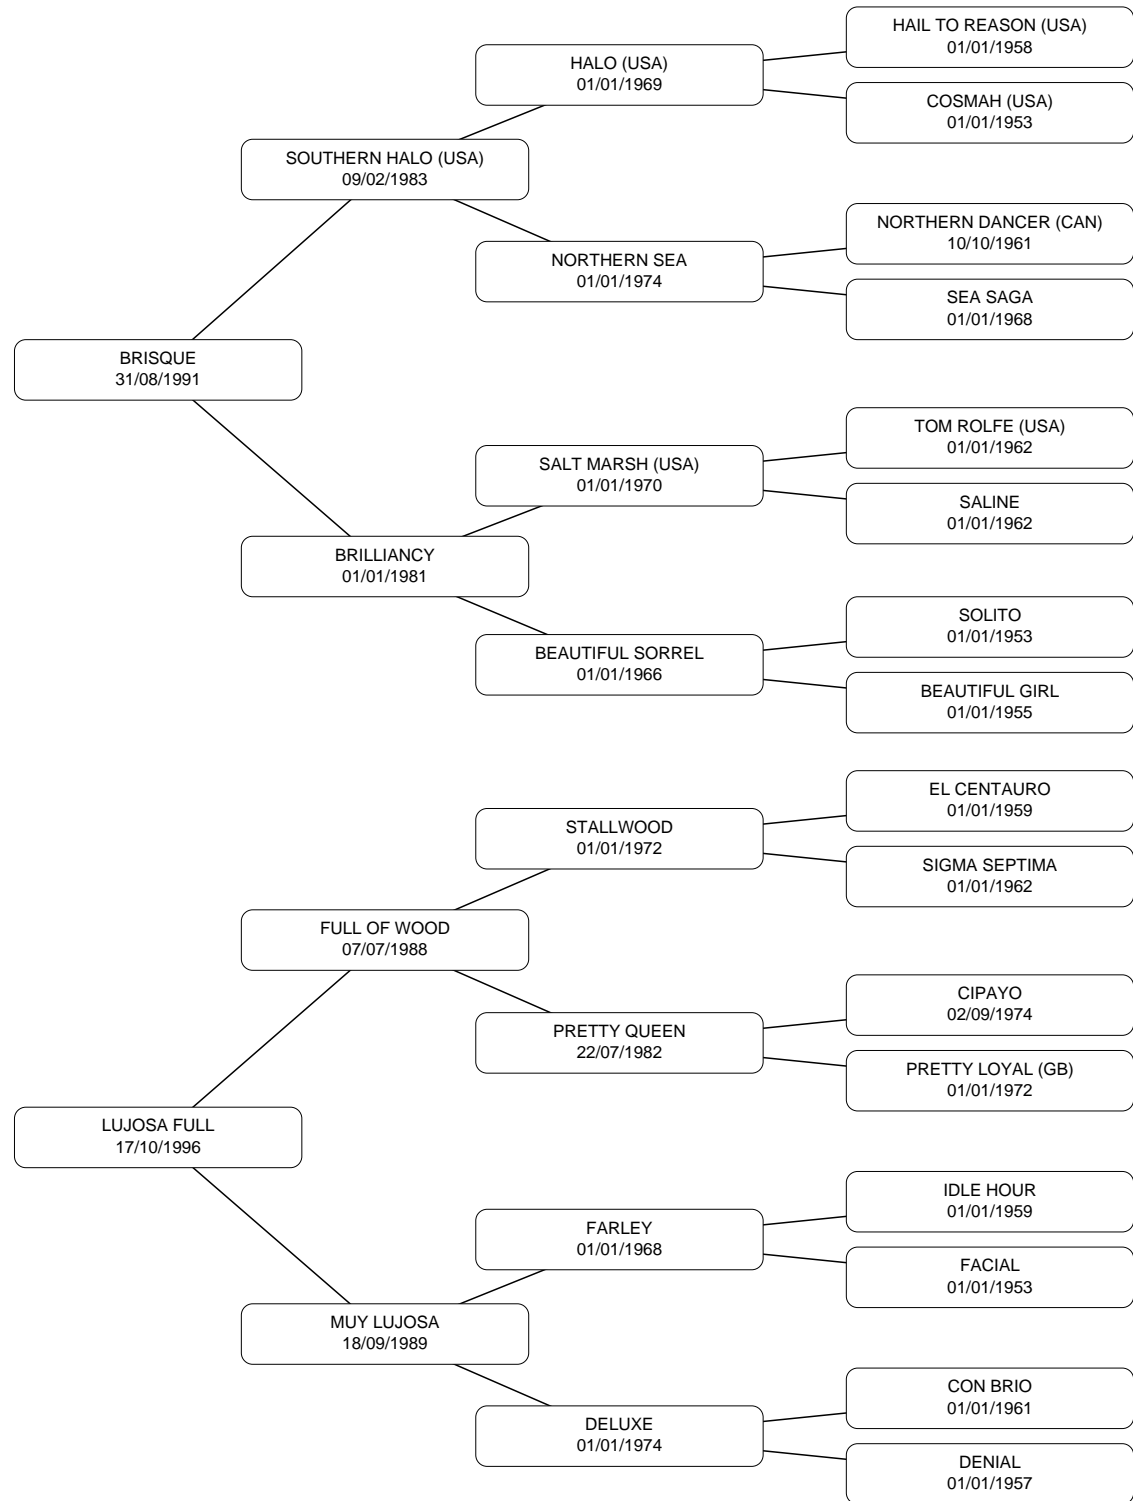 HAIL TO REASON (USA)
01/01/1958
HALO (USA)
01/01/1969
COSMAH (USA)
01/01/1953
SOUTHERN HALO (USA)
09/02/1983
NORTHERN DANCER (CAN)
10/10/1961
NORTHERN SEA
01/01/1974
SEA SAGA
01/01/1968
BRISQUE
31/08/1991
TOM ROLFE (USA)
01/01/1962
SALT MARSH (USA)
01/01/1970
SALINE
01/01/1962
BRILLIANCY
01/01/1981
SOLITO
01/01/1953
BEAUTIFUL SORREL
01/01/1966
BEAUTIFUL GIRL
01/01/1955
EL CENTAURO
01/01/1959
STALLWOOD
01/01/1972
SIGMA SEPTIMA
01/01/1962
FULL OF WOOD
07/07/1988
CIPAYO
02/09/1974
PRETTY QUEEN
22/07/1982
PRETTY LOYAL (GB)
01/01/1972
LUJOSA FULL
17/10/1996
IDLE HOUR
01/01/1959
FARLEY
01/01/1968
FACIAL
01/01/1953
MUY LUJOSA
18/09/1989
CON BRIO
01/01/1961
DELUXE
01/01/1974
DENIAL
01/01/1957